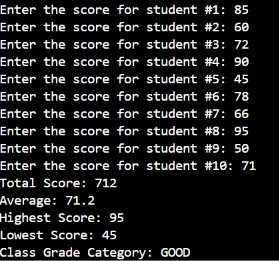 Enter the score for student #1: 85
Enter the score for student #2: 60
Enter the score for student #3: 72
Enter the score for student #4: 90
Enter the score for student #5: 45
Enter the score for student #6: 78
Enter the score for student #7: 66
Enter the score for student #8: 95
Enter the score for student #9: 50
Enter the score for student #10: 71
Total Score: 712
Average: 71.2
Highest Score: 95
Lowest Score: 45
Class Grade Category: GOOD